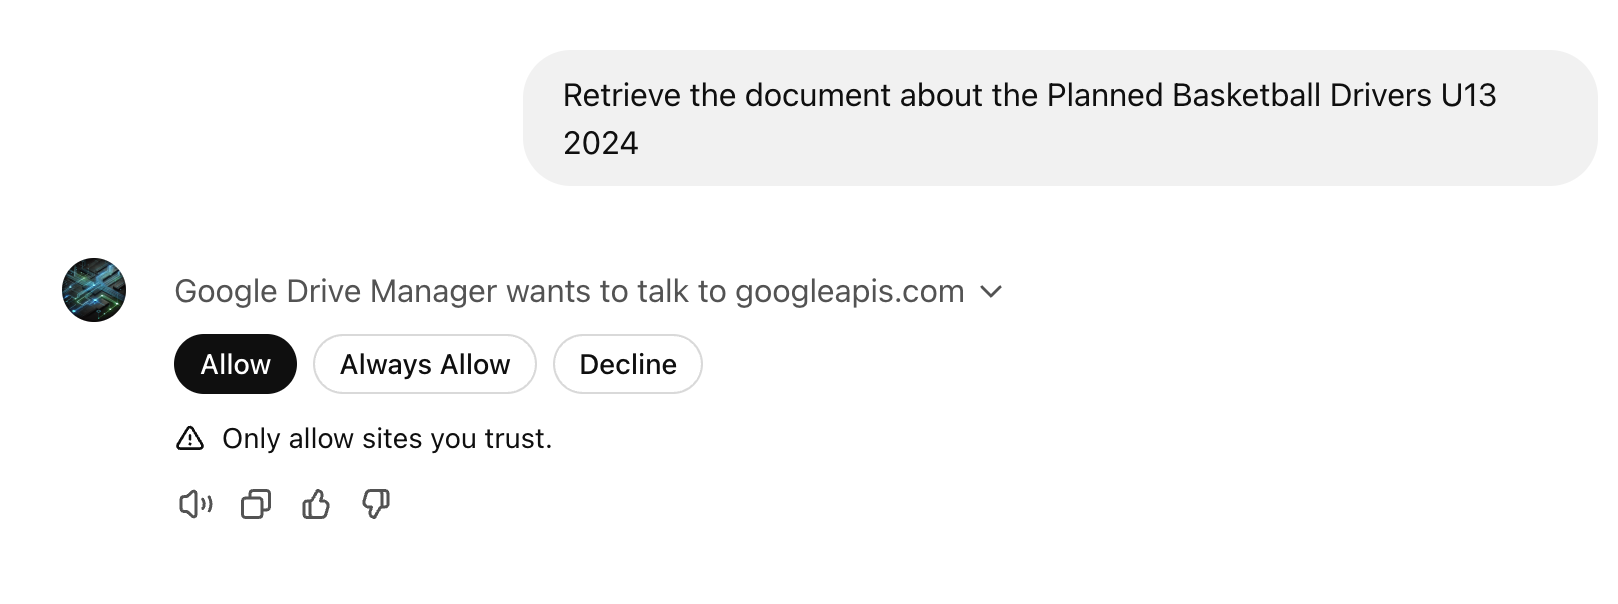 Retrieve the document about the Planned Basketball Drivers U13
2024
Google Drive Manager wants to talk to googleapis.com
Allow
Always Allow
Decline
Only allow sites you trust.